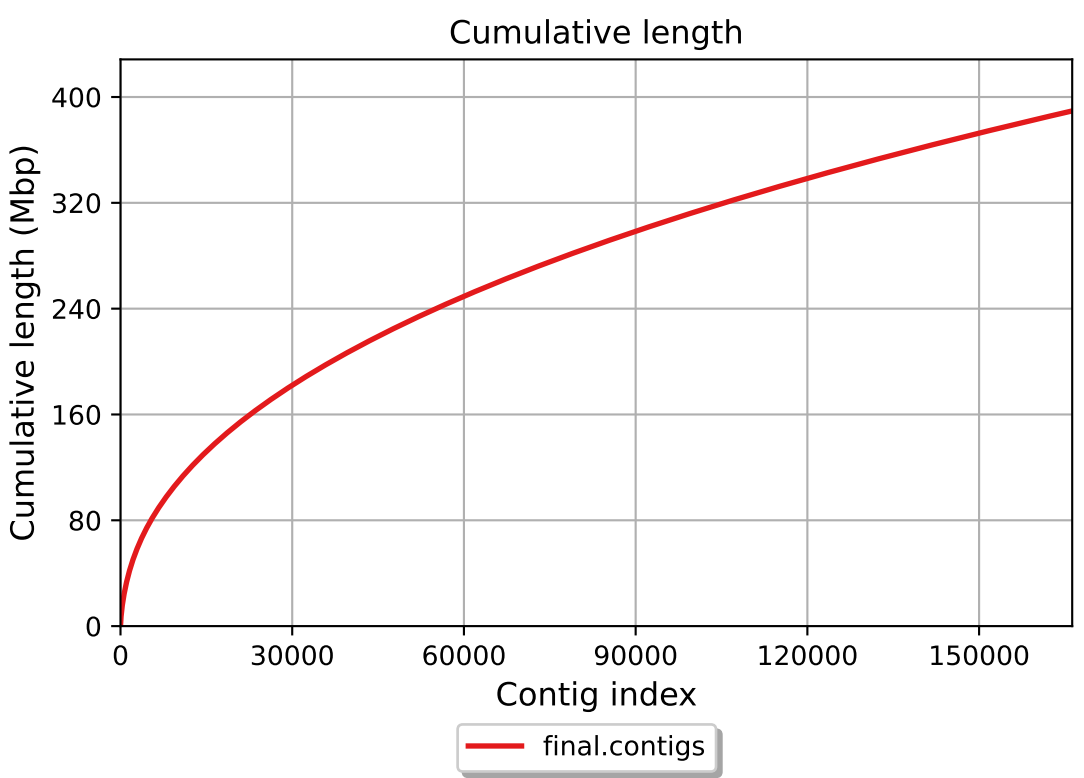 Cumulative length
Cumulative length (Mbp)
400
320
240
160
80
0
0 30000 60000 90000 120000 150000
Contig index
final.contigs